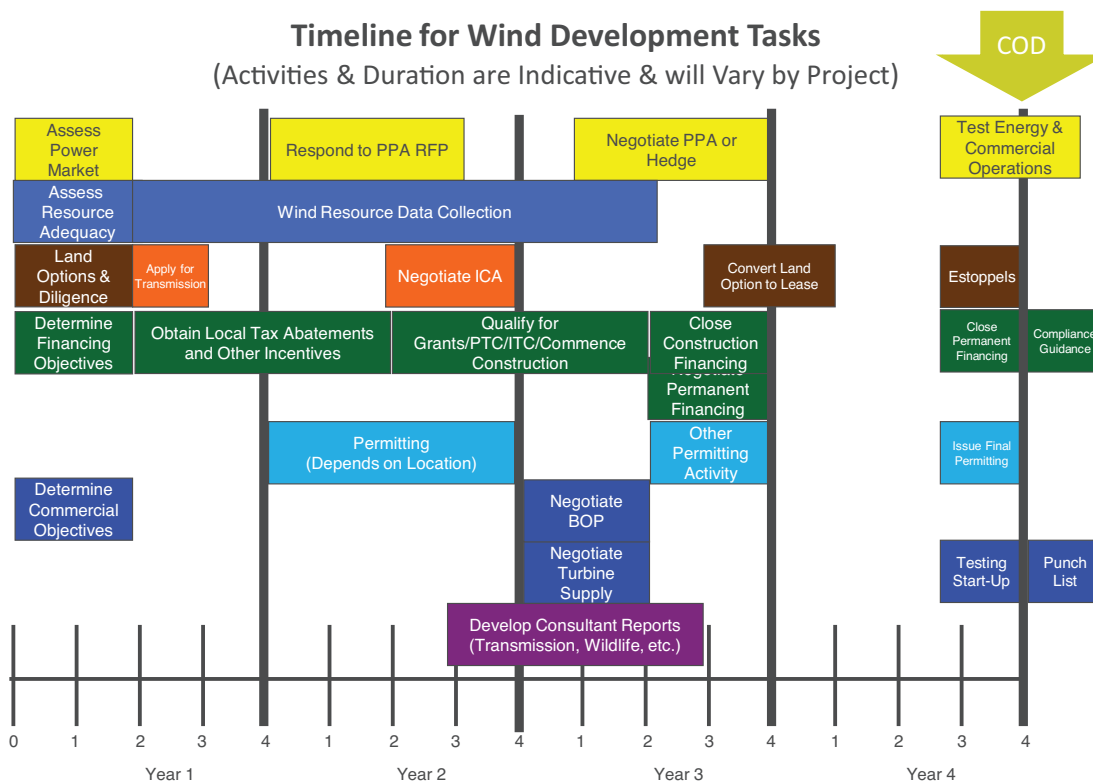 Timeline for Wind Development Tasks
(Activities & Duration are Indicative & will Vary by Project)
COD
Assess
Power
Market
Respond to PPA RFP
Negotiate PPA or
Hedge
Test Energy &
Commercial
Operations
Assess
Resource
Adequacy
Wind Resource Data Collection
Land
Options &
Diligence
Apply for
Transmission
Negotiate ICA
Convert Land
Option to Lease
Estoppels
Determine
Financing
Objectives
Obtain Local Tax Abatements
and Other Incentives
Qualify for
Grants/PTC/ITC/Commence
Construction
Close
Construction
Financing
Negotiate
Permanent
Financing
Close
Permanent
Financing
Compliance
Guidance
Permitting
(Depends on Location)
Other
Permitting
Activity
Issue Final
Permitting
Determine
Commercial
Objectives
Negotiate
BOP
Negotiate
Turbine
Supply
Testing
Start-Up
Punch
List
Develop Consultant Reports
(Transmission, Wildlife, etc.)
0 1 2 3 4 1 2 3 4 1 2 3 4 1 2 3 4
Year 1 Year 2 Year 3 Year 4